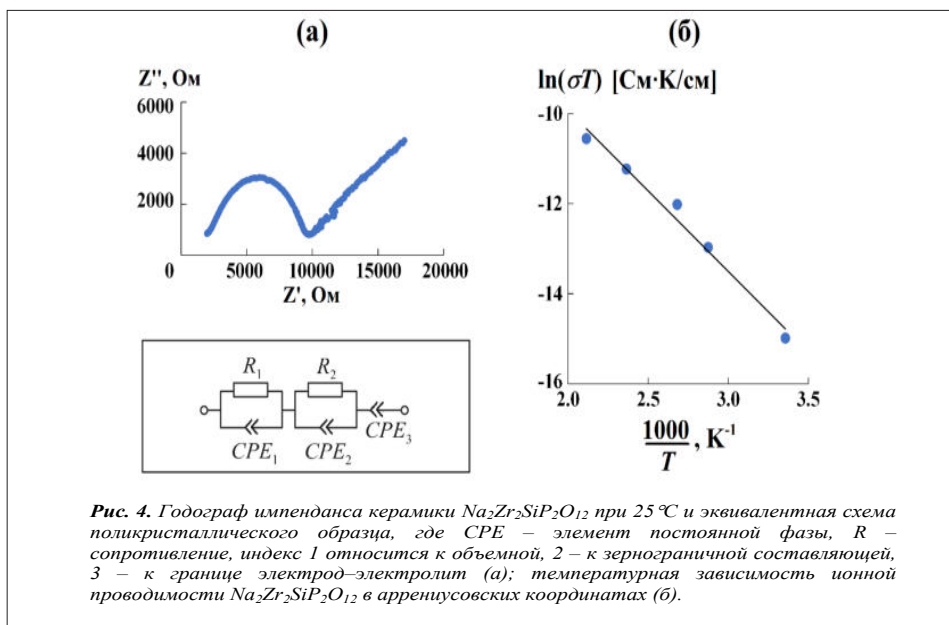 (а)
Z'', Ом
6000
4000
2000
0
5000
10000
15000
20000
Z', Ом
R1
R2
CPE1
CPE2
CPE3
(б)
ln(σT) [См·К/см]
-10
-12
-14
-16
2.0
2.5
3.0
3.5
1000
T
, К⁻¹
Рис. 4. Годограф импенданса керамики Na₂Zr₂SiP₂O₁₂ при 25 °С и эквивалентная схема
поликристаллического образца, где CPE – элемент постоянной фазы, R –
сопротивление, индекс 1 относится к объемной, 2 – к зернограничной составляющей,
3 – к границе электрод–электролит (а); температурная зависимость ионной
проводимости Na₂Zr₂SiP₂O₁₂ в аррениусовских координатах (б).